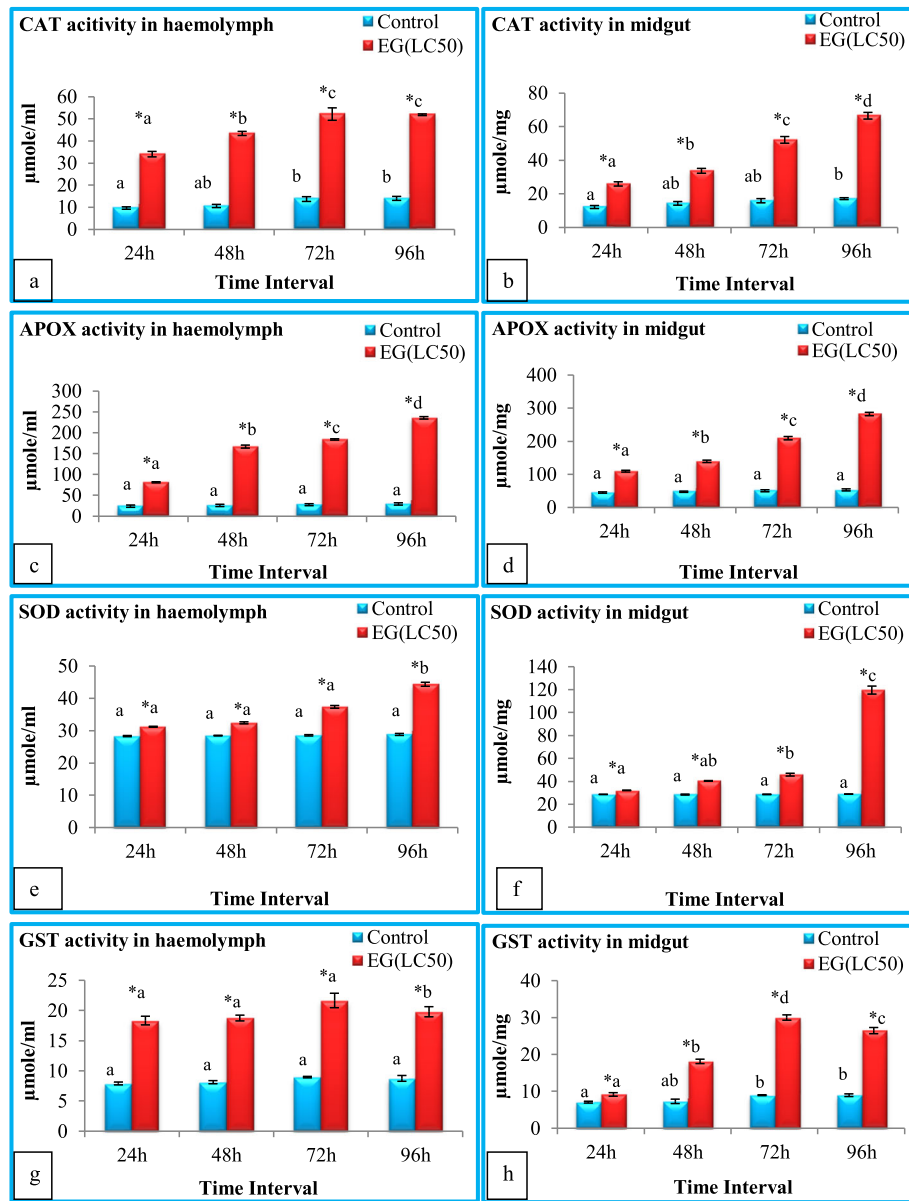 CAT acitivity in haemolymph
Control
EG(LC50)
µmole/ml
60
50
40
30
20
10
0
a *a
ab *b
b *c
b *c
24h 48h 72h 96h
Time Interval
a
CAT activity in midgut
Control
EG(LC50)
µmole/mg
80
60
40
20
0
a *a
ab *b
ab *c
b *d
24h 48h 72h 96h
Time Interval
b
APOX activity in haemolymph
Control
EG(LC50)
µmole/ml
300
250
200
150
100
50
0
a *a
a *b
a *c
a *d
24h 48h 72h 96h
Time Interval
c
APOX activity in midgut
Control
EG(LC50)
µmole/mg
400
300
200
100
0
a *a
a *b
a *c
a *d
24h 48h 72h 96h
Time Interval
d
SOD activity in haemolymph
Control
EG(LC50)
µmole/ml
50
40
30
20
10
0
a *a
a *a
a *a
a *b
24h 48h 72h 96h
Time Interval
e
SOD activity in midgut
Control
EG(LC50)
µmole/mg
140
120
100
80
60
40
20
0
a *a
a *ab
a *b
a *c
24h 48h 72h 96h
Time Interval
f
GST activity in haemolymph
Control
EG(LC50)
µmole/ml
25
20
15
10
5
0
a *a
a *a
a *a
a *b
24h 48h 72h 96h
Time Interval
g
GST activity in midgut
Control
EG(LC50)
µmole/mg
40
30
20
10
0
a *a
ab *b
b *d
b *c
24h 48h 72h 96h
Time Interval
h